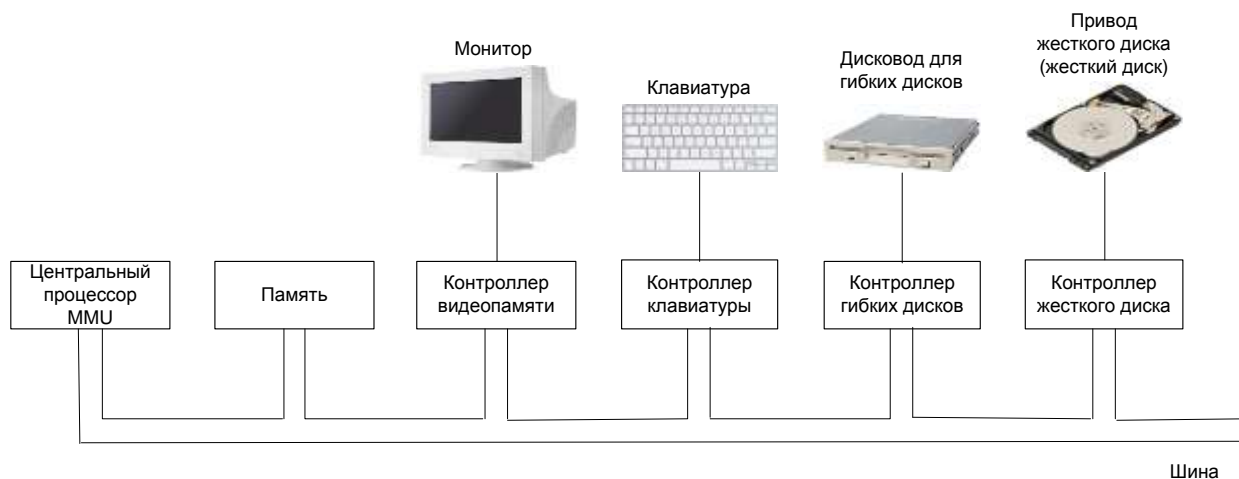 Монитор
Клавиатура
Дисковод для
гибких дисков
Привод
жесткого диска
(жесткий диск)
Центральный
процессор
MMU
Память
Контроллер
видеопамяти
Контроллер
клавиатуры
Контроллер
гибких дисков
Контроллер
жесткого диска
Шина